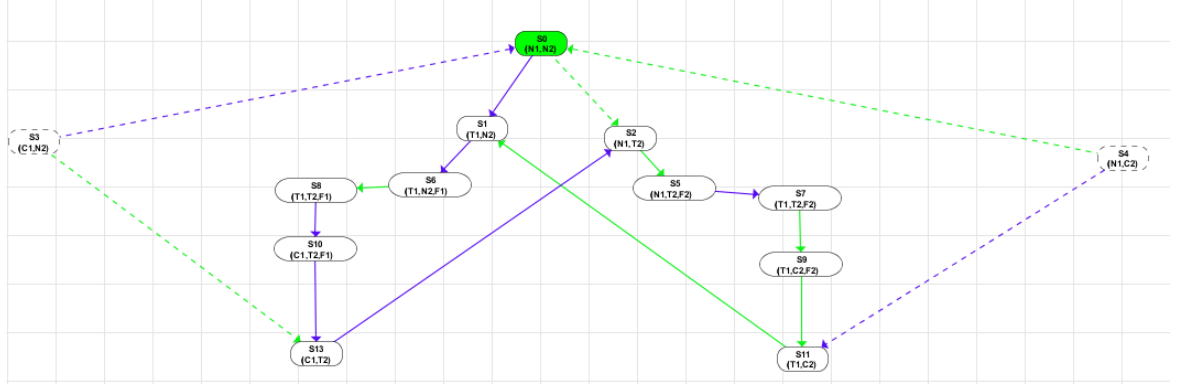 S0
{N1,N2}
S1
{T1,N2}
S2
{N1,T2}
S3
{C1,N2}
S4
{N1,C2}
S6
{T1,N2,F1}
S8
{T1,T2,F1}
S5
{N1,T2,F2}
S7
{T1,T2,F2}
S10
{C1,T2,F1}
S9
{T1,C2,F2}
S13
{C1,T2}
S11
{T1,C2}